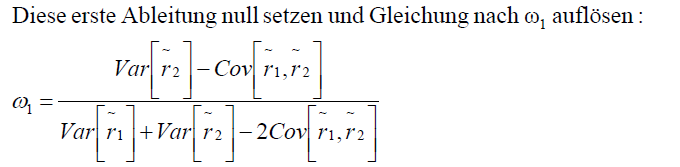 Diese erste Ableitung null setzen und Gleichung nach ω₁ auflösen :
ω₁ = (Var[r̃₂] − Cov[r̃₁, r̃₂]) / (Var[r̃₁] + Var[r̃₂] − 2Cov[r̃₁, r̃₂])